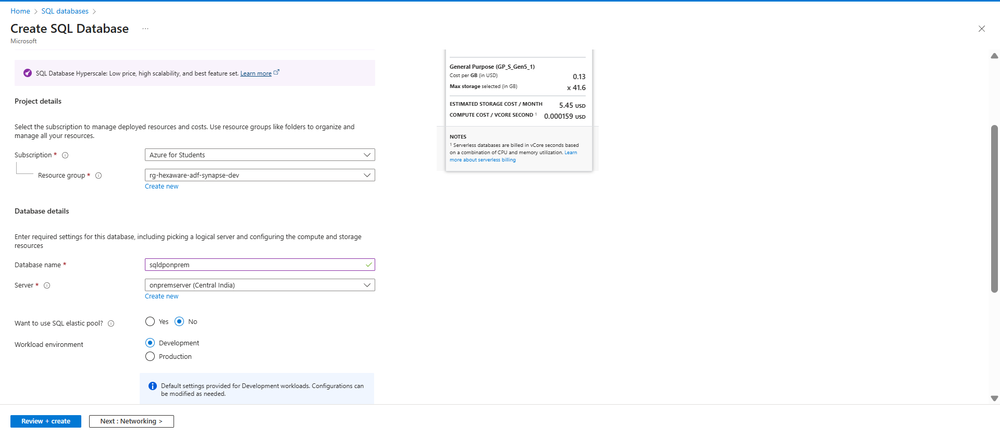 Home > SQL databases >
Create SQL Database ...
Microsoft
SQL Database Hyperscale: Low price, high scalability, and best feature set. Learn more
Project details
Select the subscription to manage deployed resources and costs. Use resource groups like folders to organize and
manage all your resources.
Subscription *
Azure for Students
Resource group *
rg-hexaware-adf-synapse-dev
Create new
Database details
Enter required settings for this database, including picking a logical server and configuring the compute and storage
resources
Database name *
sqldponprem
Server *
onpremserver (Central India)
Create new
Want to use SQL elastic pool?
Yes No
Workload environment
Development
Production
Default settings provided for Development workloads. Configurations can
be modified as needed.
General Purpose (GP_S_Gen5_1)
Cost per GB (in USD) 0.13
Max storage selected (in GB) x 41.6
ESTIMATED STORAGE COST / MONTH 5.45 USD
COMPUTE COST / VCORE SECOND 1 0.000159 USD
NOTES
1 Serverless databases are billed in vCore seconds based
on a combination of CPU and memory utilization. Learn
more about serverless billing
Review + create
Next : Networking >